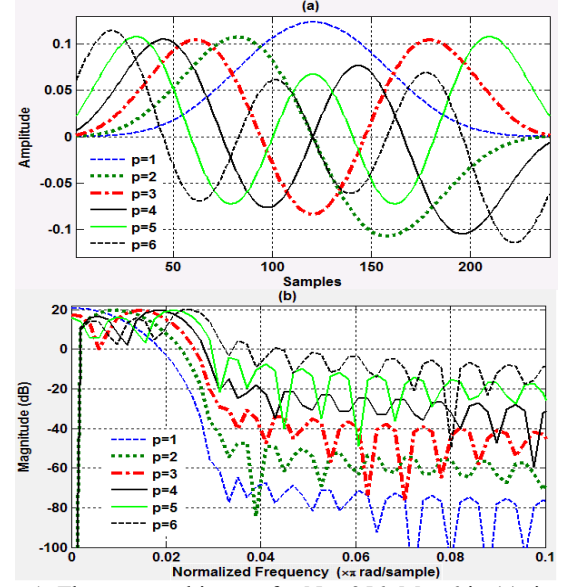 (a)
0.1
0.05
0
-0.05
-0.1
Amplitude
p=1
p=2
p=3
p=4
p=5
p=6
50
100
150
200
Samples
(b)
20
0
-20
-40
-60
-80
-100
Magnitude (dB)
p=1
p=2
p=3
p=4
p=5
p=6
0
0.02
0.04
0.06
0.08
0.1
Normalized Frequency (×π rad/sample)